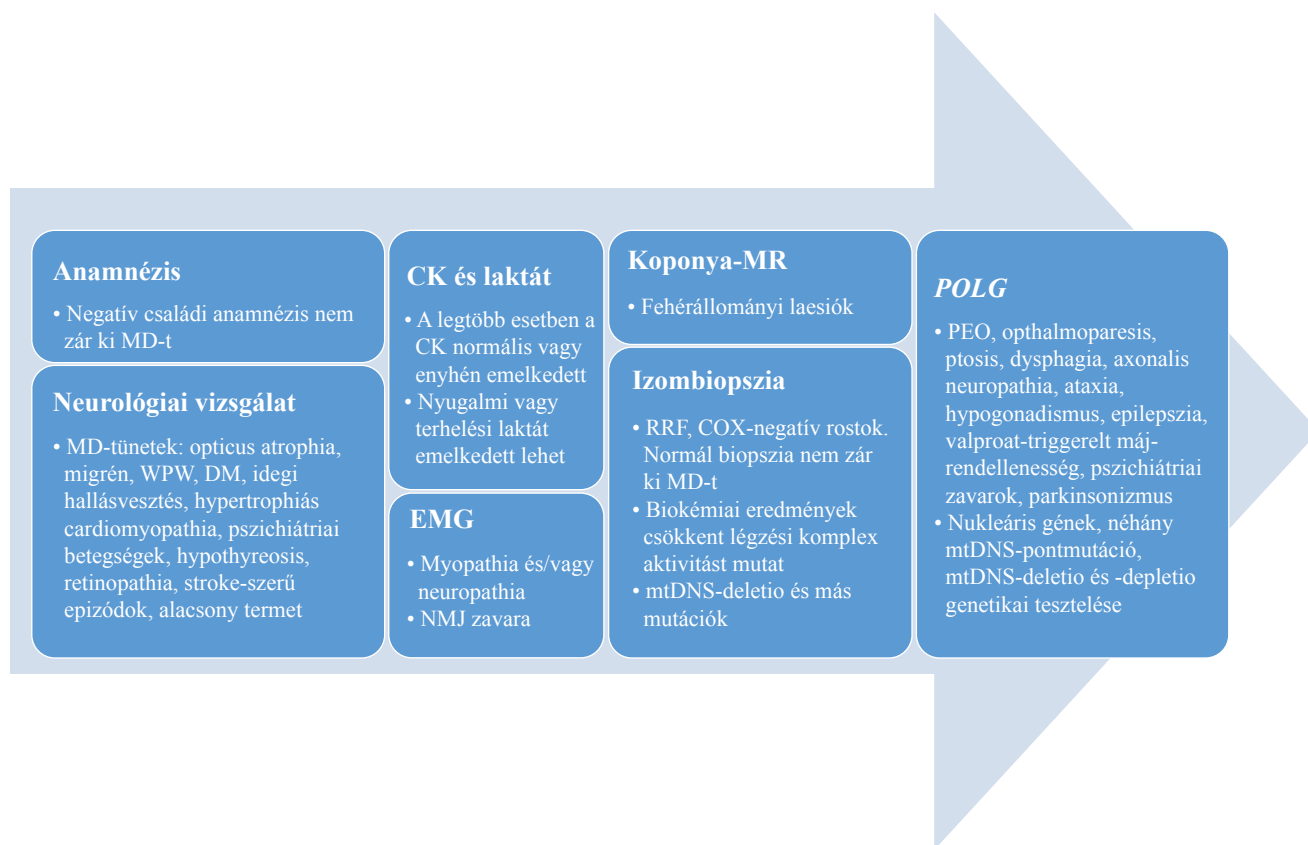 Anamnézis
• Negatív családi anamnézis nem
zár ki MD-t
Neurológiai vizsgálat
• MD-tünetek: opticus atrophia,
migrén, WPW, DM, idegi
hallásvesztés, hypertrophiás
cardiomyopathia, pszichiátriai
betegségek, hypothyreosis,
retinopathia, stroke-szerű
epizódok, alacsony termet
CK és laktát
• A legtöbb esetben a
CK normális vagy
enyhén emelkedett
• Nyugalmi vagy
terhelési laktát
emelkedett lehet
EMG
• Myopathia és/vagy
neuropathia
• NMJ zavara
Koponya-MR
• Fehérállományi laesiók
Izombiopszia
• RRF, COX-negatív rostok.
Normál biopszia nem zár
ki MD-t
• Biokémiai eredmények
csökkent légzési komplex
aktivitást mutat
• mtDNS-deletio és más
mutációk
POLG
• PEO, opthalmoparesis,
ptosis, dysphagia, axonalis
neuropathia, ataxia,
hypogonadismus, epilepszia,
valproat-triggerelt máj-
rendellenesség, pszichiátriai
zavarok, parkinsonizmus
• Nukleáris gének, néhány
mtDNS-pontmutáció,
mtDNS-deletio és -depletio
genetikai tesztelése